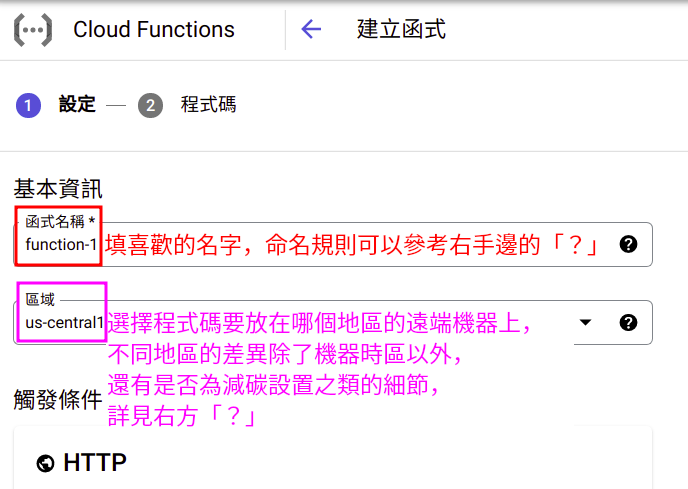 Cloud Functions
建立函式
1 設定 2 程式碼
基本資訊
函式名稱 *
function-1 填喜歡的名字，命名規則可以參考右手邊的「？」 ?
區域
us-central1 選擇程式碼要放在哪個地區的遠端機器上， ?
不同地區的差異除了機器時區以外，
還有是否為減碳設置之類的細節，
觸發條件
詳見右方「？」
HTTP